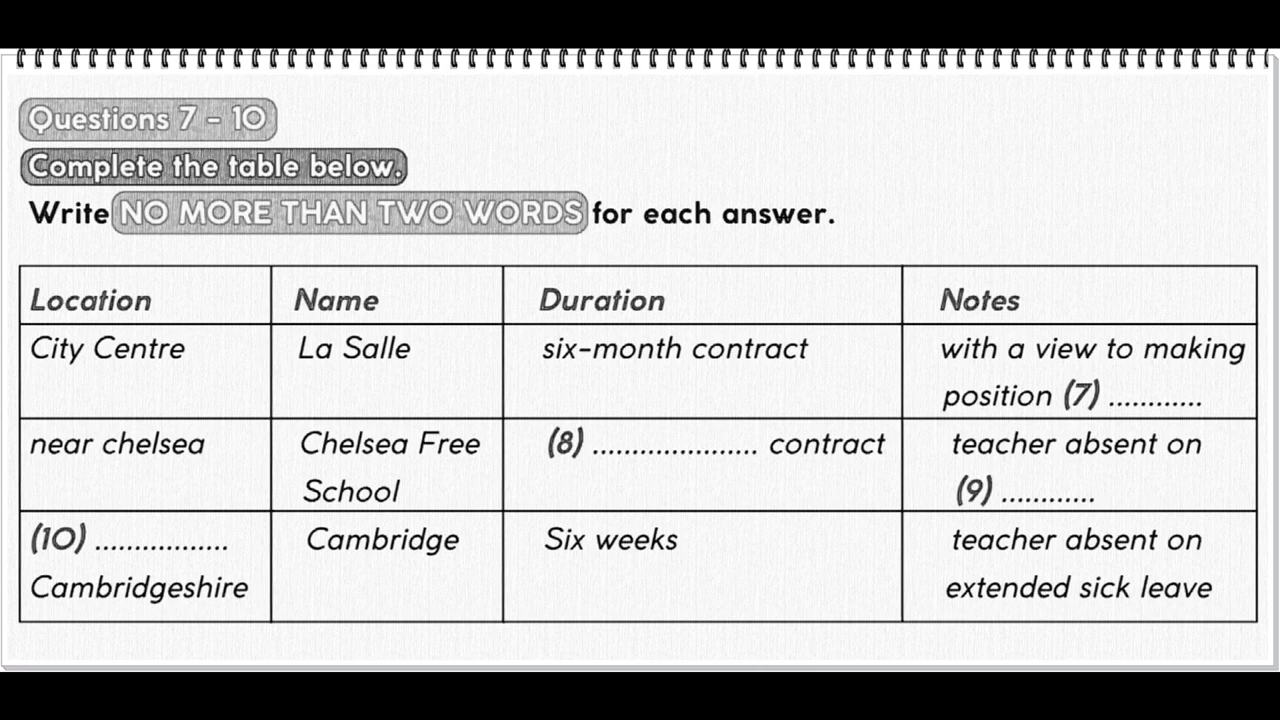 Questions 7 - 10
Complete the table below.
Write NO MORE THAN TWO WORDS for each answer.
Location Name Duration Notes
City Centre La Salle six-month contract with a view to making
position (7) ............
near chelsea Chelsea Free (8) ..................... contract teacher absent on
School (9) ............
(10) ................. Cambridge Six weeks teacher absent on
Cambridgeshire extended sick leave